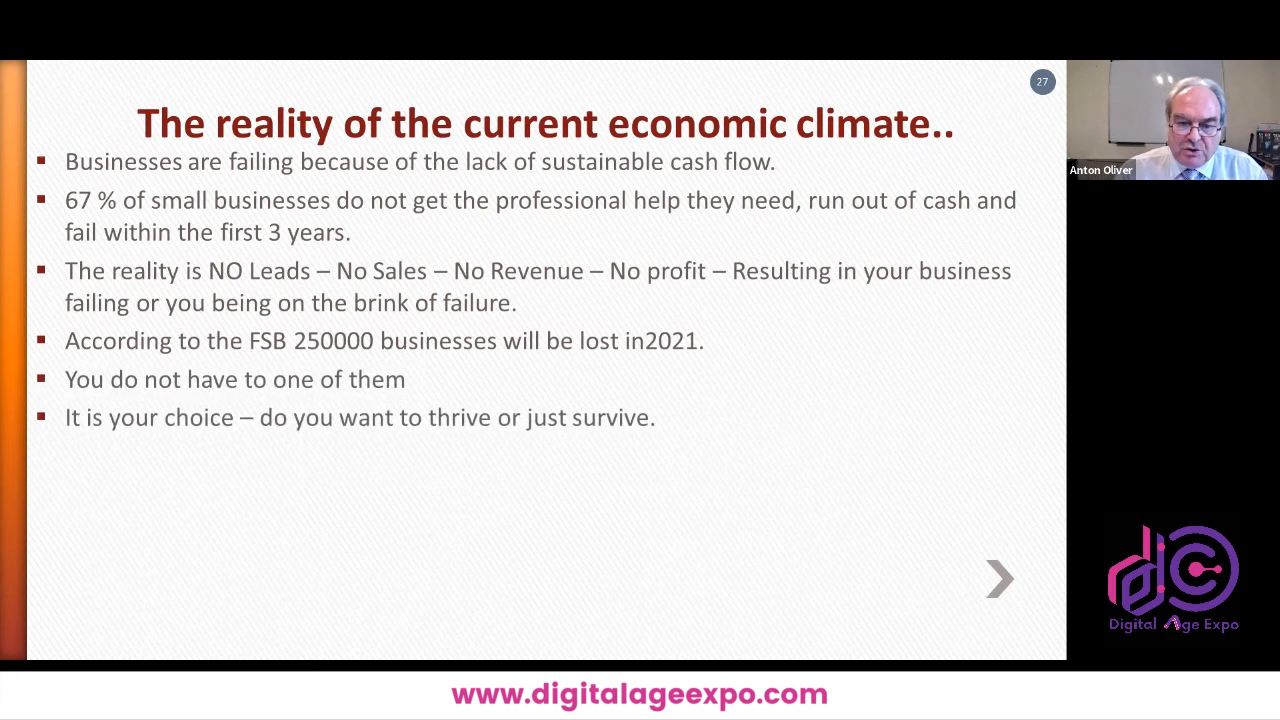 27
The reality of the current economic climate..
Businesses are failing because of the lack of sustainable cash flow.
67 % of small businesses do not get the professional help they need, run out of cash and
fail within the first 3 years.
The reality is NO Leads – No Sales – No Revenue – No profit – Resulting in your business
failing or you being on the brink of failure.
According to the FSB 250000 businesses will be lost in2021.
You do not have to one of them
It is your choice – do you want to thrive or just survive.
Anton Oliver
Digital Age Expo
www.digitalageexpo.com